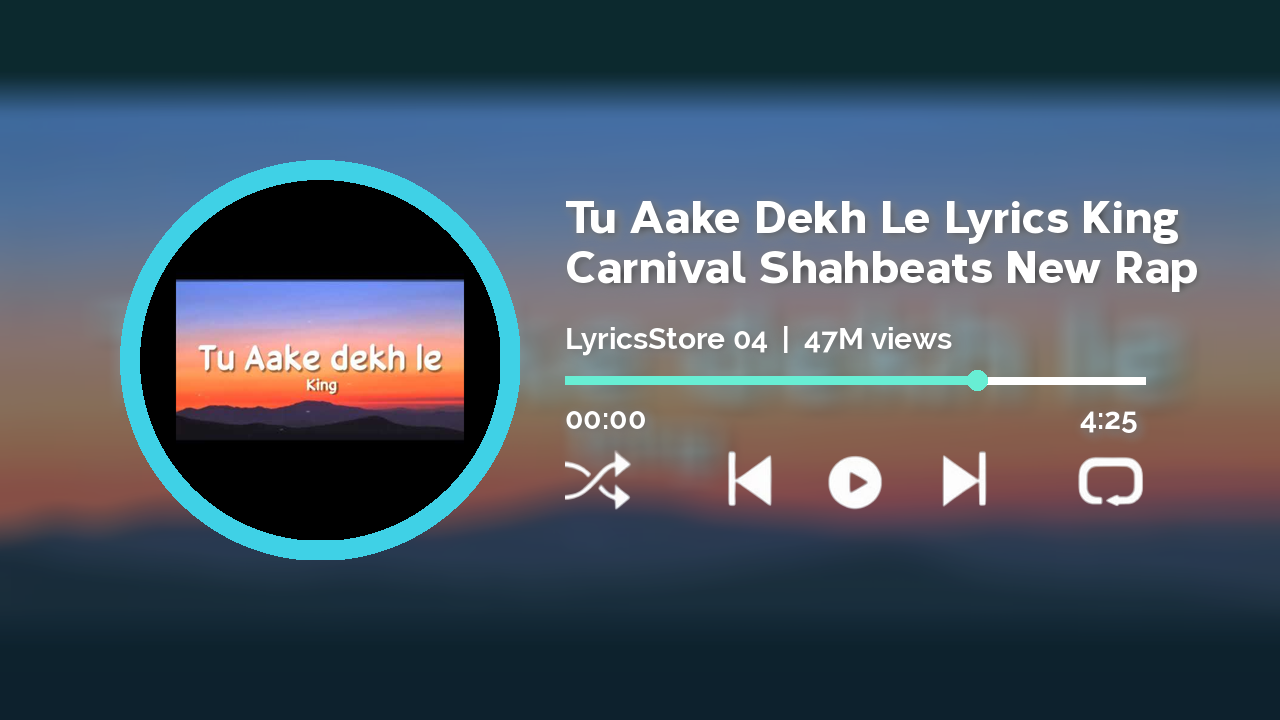 Tu Aake dekh le
King
Tu Aake Dekh Le Lyrics King
Carnival Shahbeats New Rap
LyricsStore 04 | 47M views
00:00
4:25